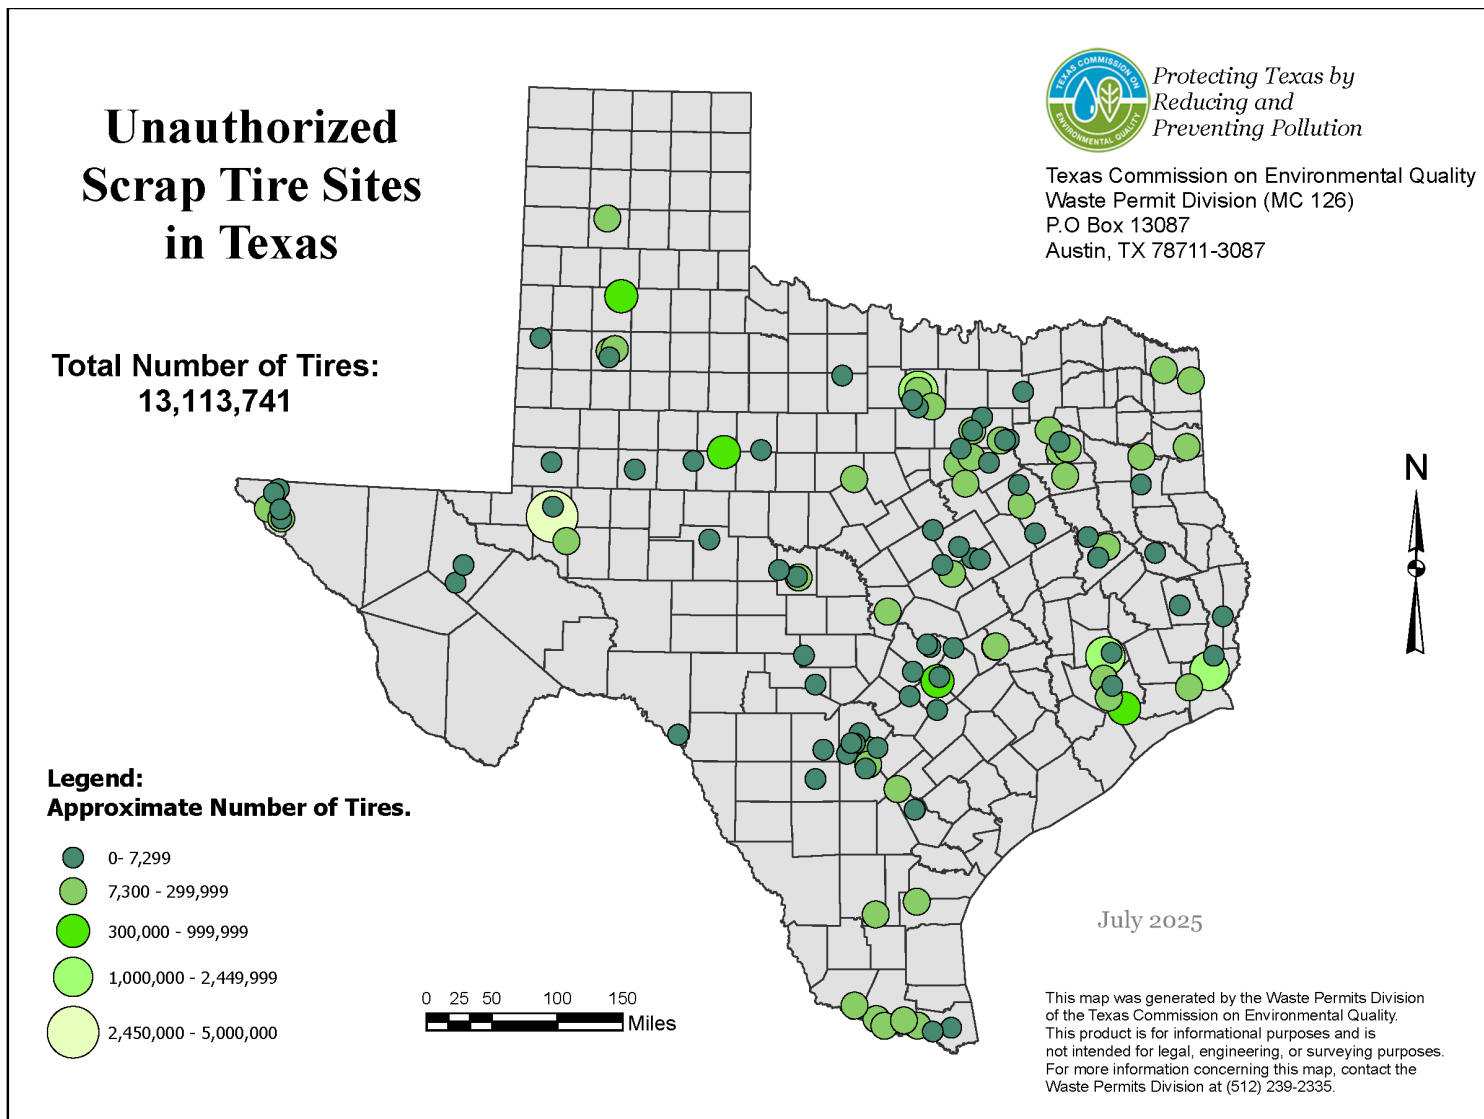 Unauthorized
Scrap Tire Sites
in Texas
Total Number of Tires:
13,113,741
TEXAS COMMISSION ON
ENVIRONMENTAL QUALITY
Protecting Texas by
Reducing and
Preventing Pollution
Texas Commission on Environmental Quality
Waste Permit Division (MC 126)
P.O Box 13087
Austin, TX 78711-3087
N
Legend:
Approximate Number of Tires.
0- 7,299
7,300 - 299,999
300,000 - 999,999
1,000,000 - 2,449,999
2,450,000 - 5,000,000
0 25 50 100 150
Miles
July 2025
This map was generated by the Waste Permits Division
of the Texas Commission on Environmental Quality.
This product is for informational purposes and is
not intended for legal, engineering, or surveying purposes.
For more information concerning this map, contact the
Waste Permits Division at (512) 239-2335.